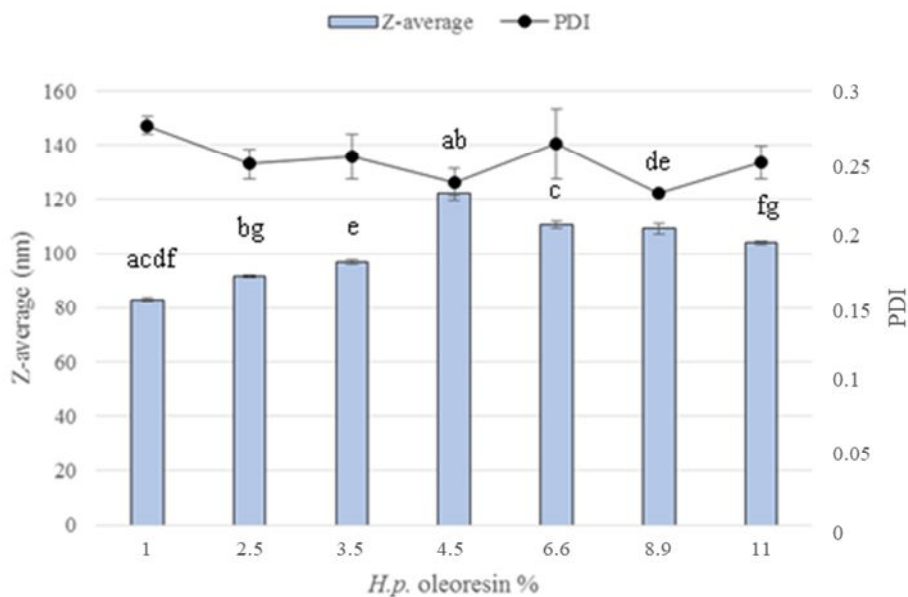 Z-average PDI
160
140
120
100
80
60
40
20
0
Z-average (nm)
0.3
0.25
0.2
0.15
0.1
0.05
0
PDI
acdf
bg
e
ab
c
de
fg
1 2.5 3.5 4.5 6.6 8.9 11
H.p. oleoresin %